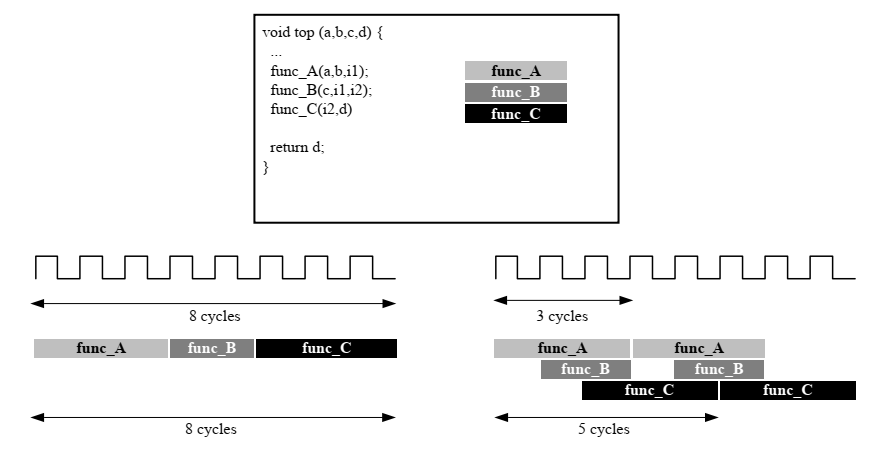 void top (a,b,c,d) {
...
func_A(a,b,i1);
func_B(c,i1,i2);
func_C(i2,d)
return d;
}
func_A
func_B
func_C
8 cycles
func_A func_B func_C
8 cycles
3 cycles
func_A func_A
func_B func_B
func_C func_C
5 cycles